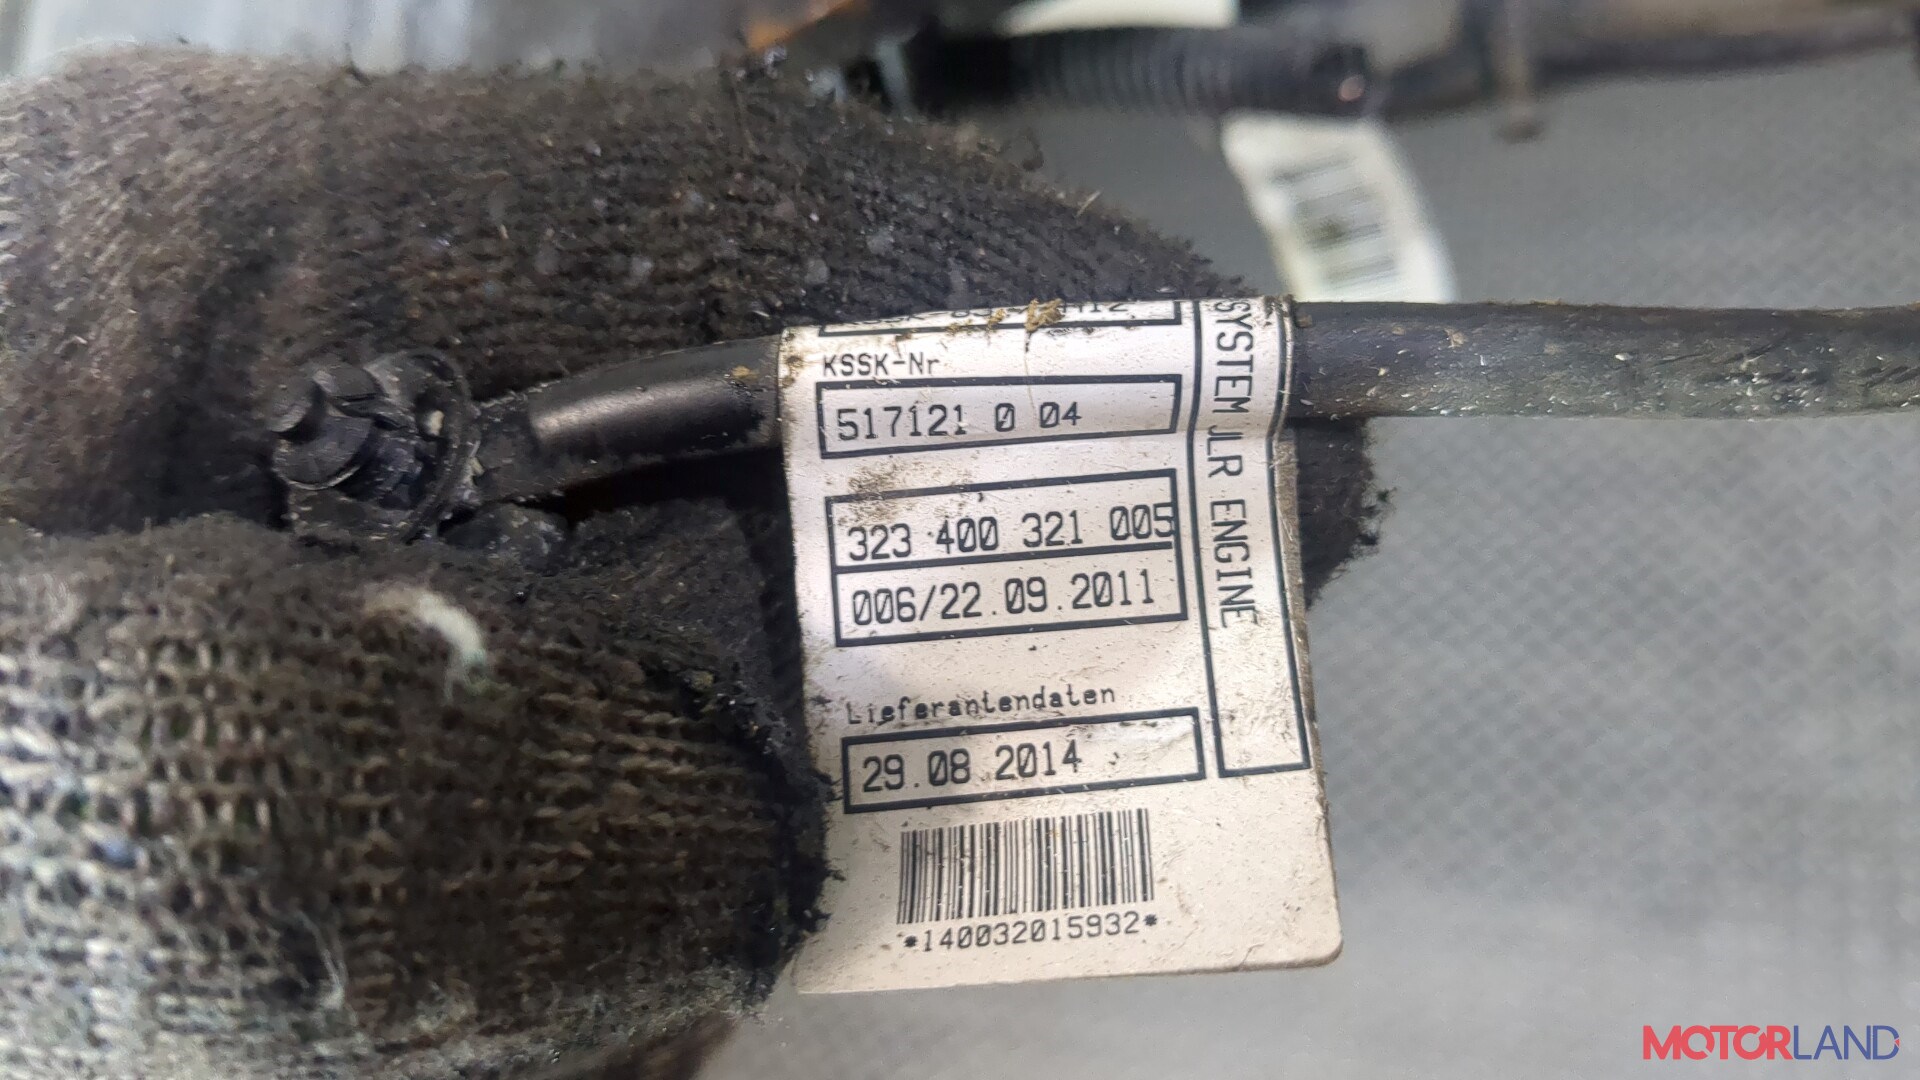 KSSK-Nr
517121 0 04
323 400 321 005
006/22.09.2011
Lieferantendaten
29.08 2014
*140032015932*
SYSTEM JLR ENGINE
MOTORLAND